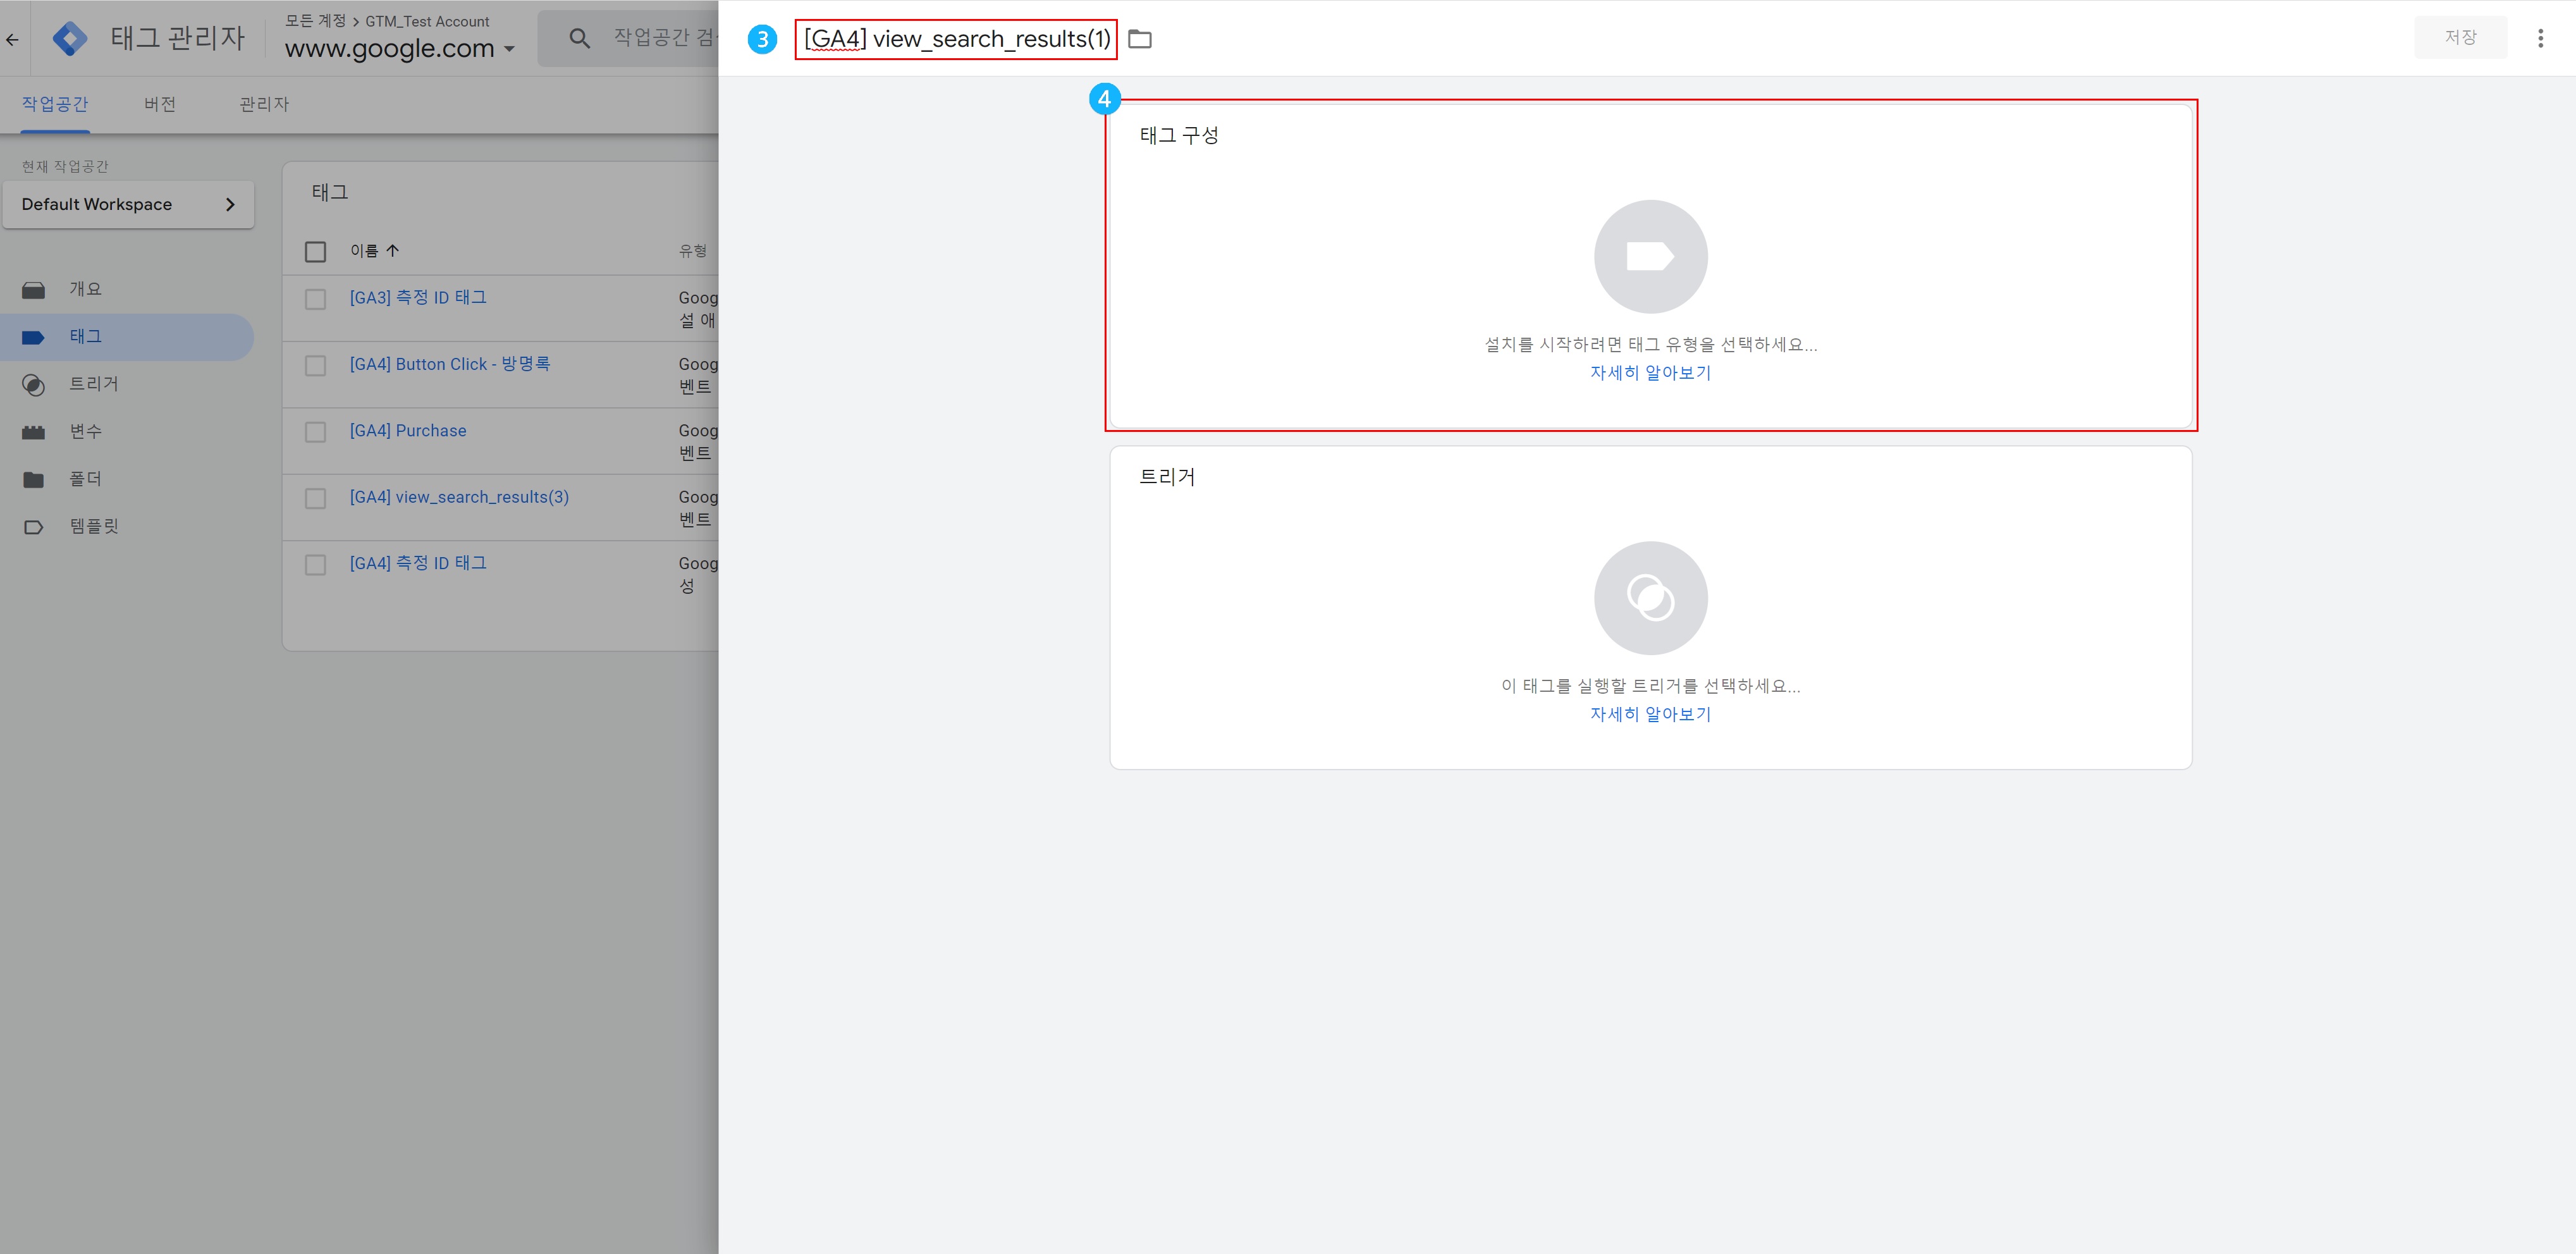 모든 계정 > GTM_Test Account
태그 관리자
www.google.com
작업공간 검
작업공간
버전
관리자
현재 작업공간
Default Workspace
개요
태그
트리거
변수
폴더
템플릿
태그
이름
유형
[GA3] 측정 ID 태그
Goog
설 애
[GA4] Button Click - 방명록
Goog
벤트
[GA4] Purchase
Goog
벤트
[GA4] view_search_results(3)
Goog
벤트
[GA4] 측정 ID 태그
Goog
성
3
[GA4] view_search_results(1)
저장
4
태그 구성
설치를 시작하려면 태그 유형을 선택하세요...
자세히 알아보기
트리거
이 태그를 실행할 트리거를 선택하세요...
자세히 알아보기